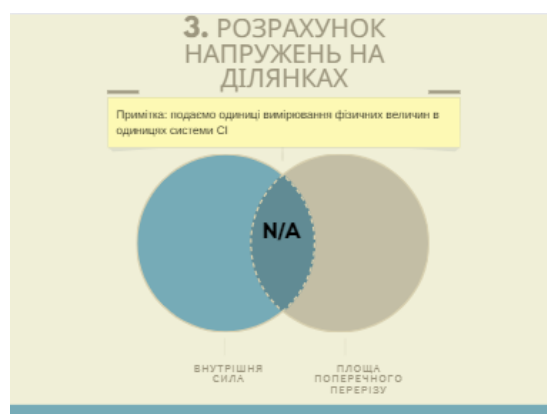 3. РОЗРАХУНОК
НАПРУЖЕНЬ НА
ДІЛЯНКАХ
Примітка: подаємо одиниці вимірювання фізичних величин в
одиницях системи СІ
N/A
ВНУТРІШНЯ
СИЛА
ПЛОЩА
ПОПЕРЕЧНОГО
ПЕРЕРІЗУ